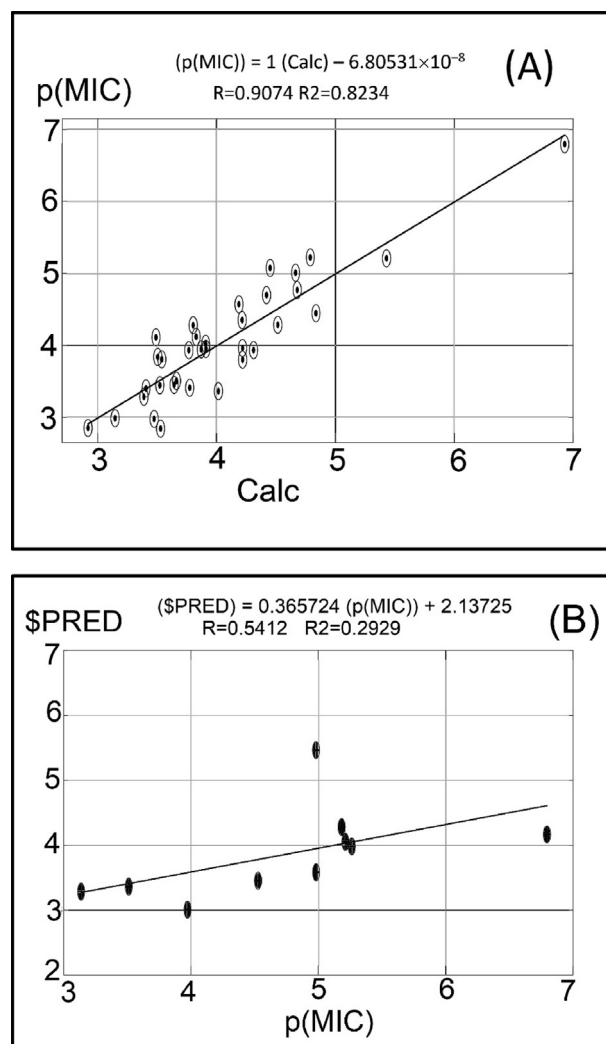 (p(MIC)) = 1 (Calc) – 6.80531×10⁻⁸
(A)
p(MIC)
R=0.9074 R2=0.8234
7
6
5
4
3
3 4 5 6 7
Calc
($PRED) = 0.365724 (p(MIC)) + 2.13725
$PRED
(B)
R=0.5412 R2=0.2929
7
6
5
4
3
2
3 4 5 6 7
p(MIC)